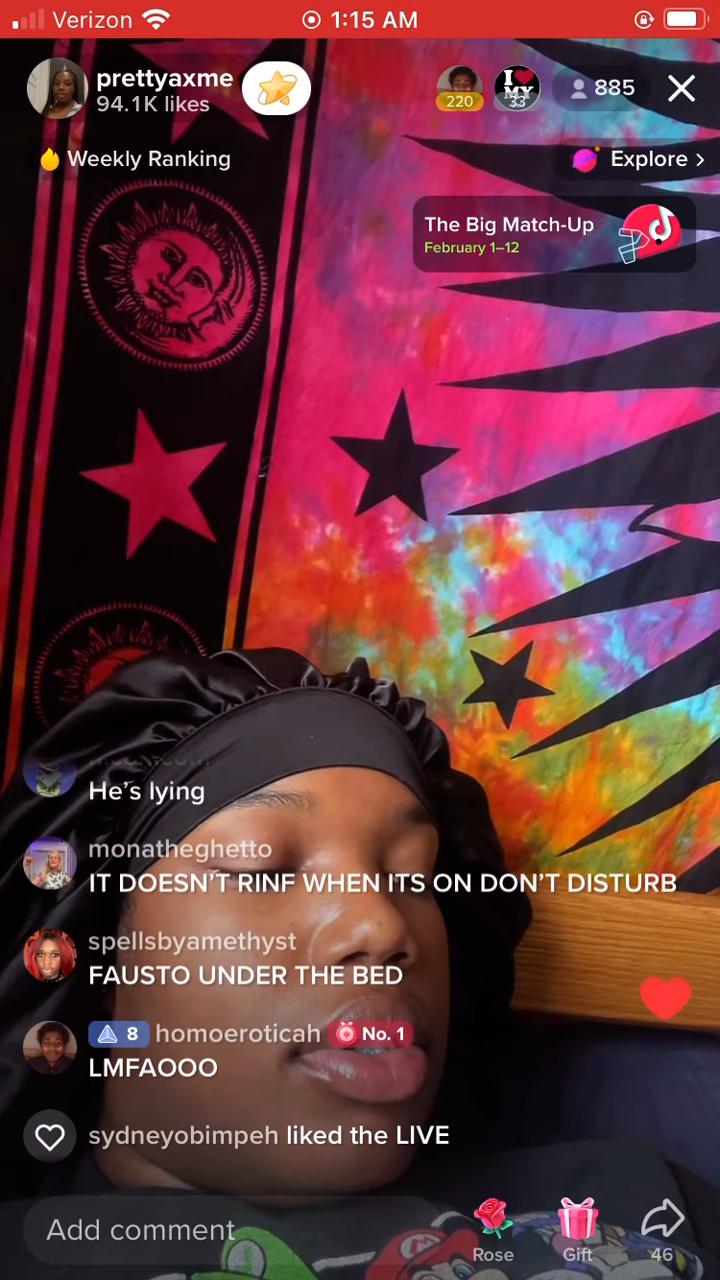 Verizon 1:15 AM
prettyaxme
94.1K likes
220
I MY
33
885
Weekly Ranking
Explore >
The Big Match-Up
February 1–12
He's lying
monatheghetto
IT DOESN'T RINF WHEN ITS ON DON'T DISTURB
spellsbyamethyst
FAUSTO UNDER THE BED
8 homoeroticah No. 1
LMFAOOO
sydneyobimpeh liked the LIVE
Add comment
Rose
Gift
46